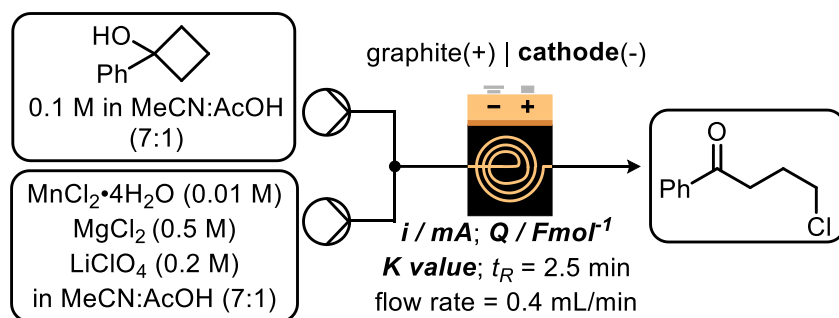 HO
Ph
0.1 M in MeCN:AcOH
(7:1)
MnCl₂•4H₂O (0.01 M)
MgCl₂ (0.5 M)
LiClO₄ (0.2 M)
in MeCN:AcOH (7:1)
graphite(+) | cathode(-)
− +
i / mA; Q / Fmol⁻¹
K value; tR = 2.5 min
flow rate = 0.4 mL/min
O
Ph
Cl